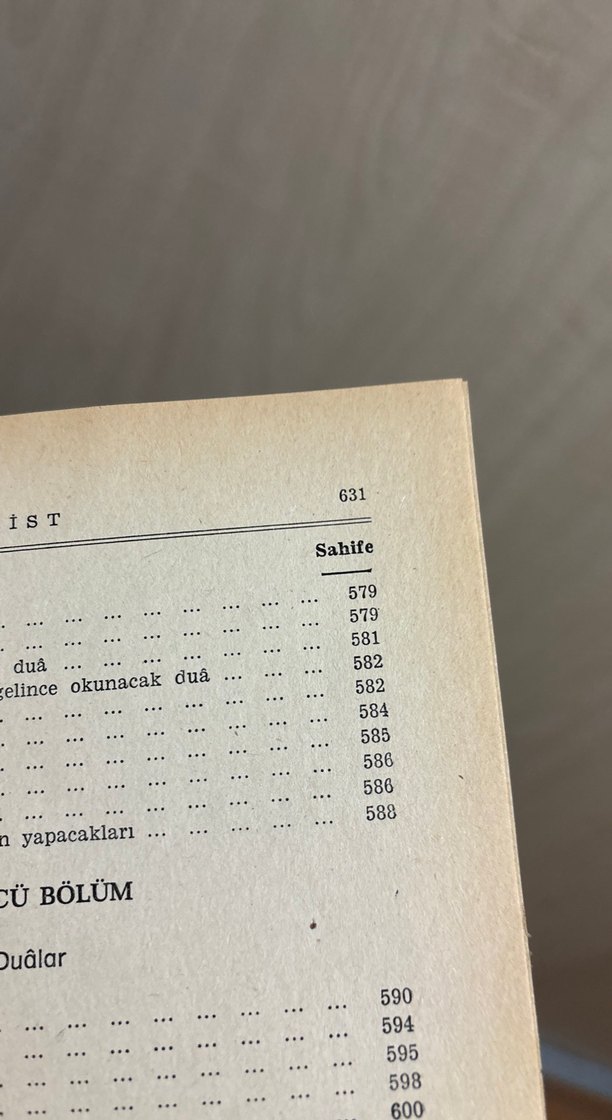 İST 631
Sahife
... ... ... ... ... ... ... ... 579
... ... ... ... ... ... ... ... 579
duâ ... ... ... ... ... ... ... 581
gelince okunacak duâ ... ... ... 582
... ... ... ... ... ... ... ... 582
... ... ... ... ... ... ... ... 584
... ... ... ... ... ... ... ... 585
... ... ... ... ... ... ... ... 586
... ... ... ... ... ... ... ... 586
n yapacakları ... ... ... ... ... 588
CÜ BÖLÜM
Duâlar
... ... ... ... ... ... ... ... 590
... ... ... ... ... ... ... ... 594
... ... ... ... ... ... ... ... 595
... ... ... ... ... ... ... ... 598
... 600